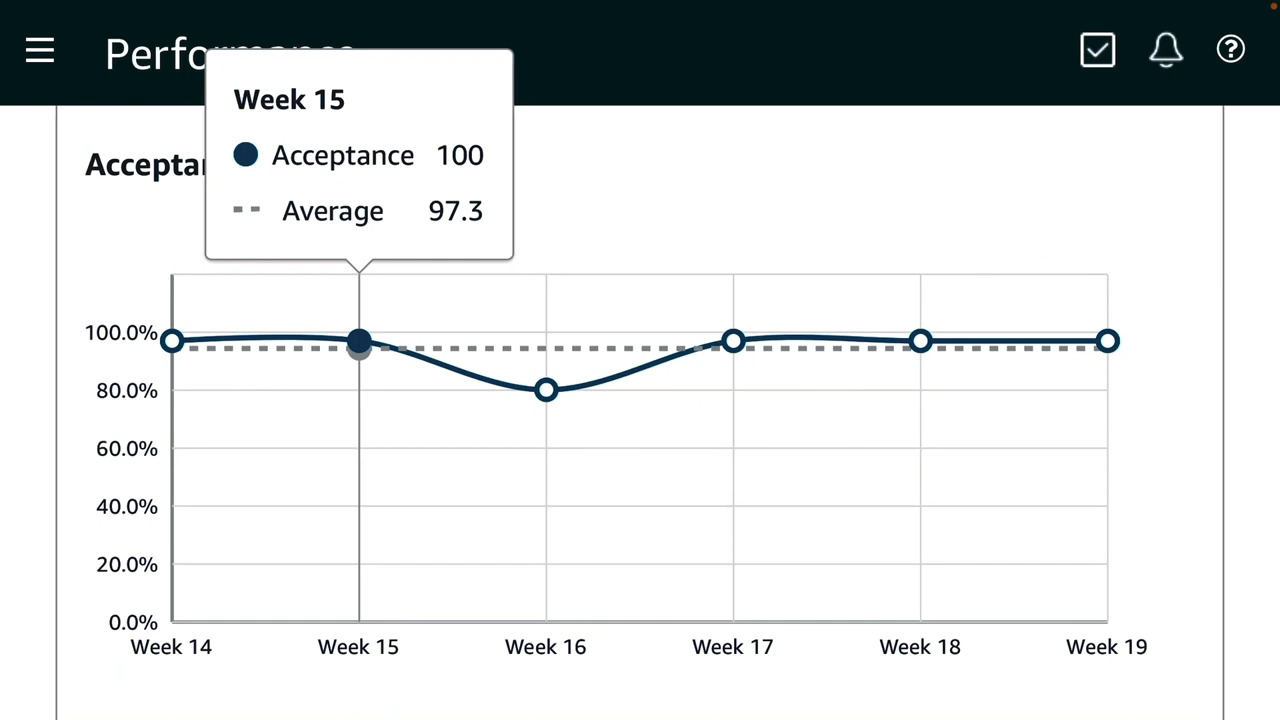 Perfo
Week 15
Acceptance 100
Average 97.3
Accepta
100.0%
80.0%
60.0%
40.0%
20.0%
0.0%
Week 14 Week 15 Week 16 Week 17 Week 18 Week 19